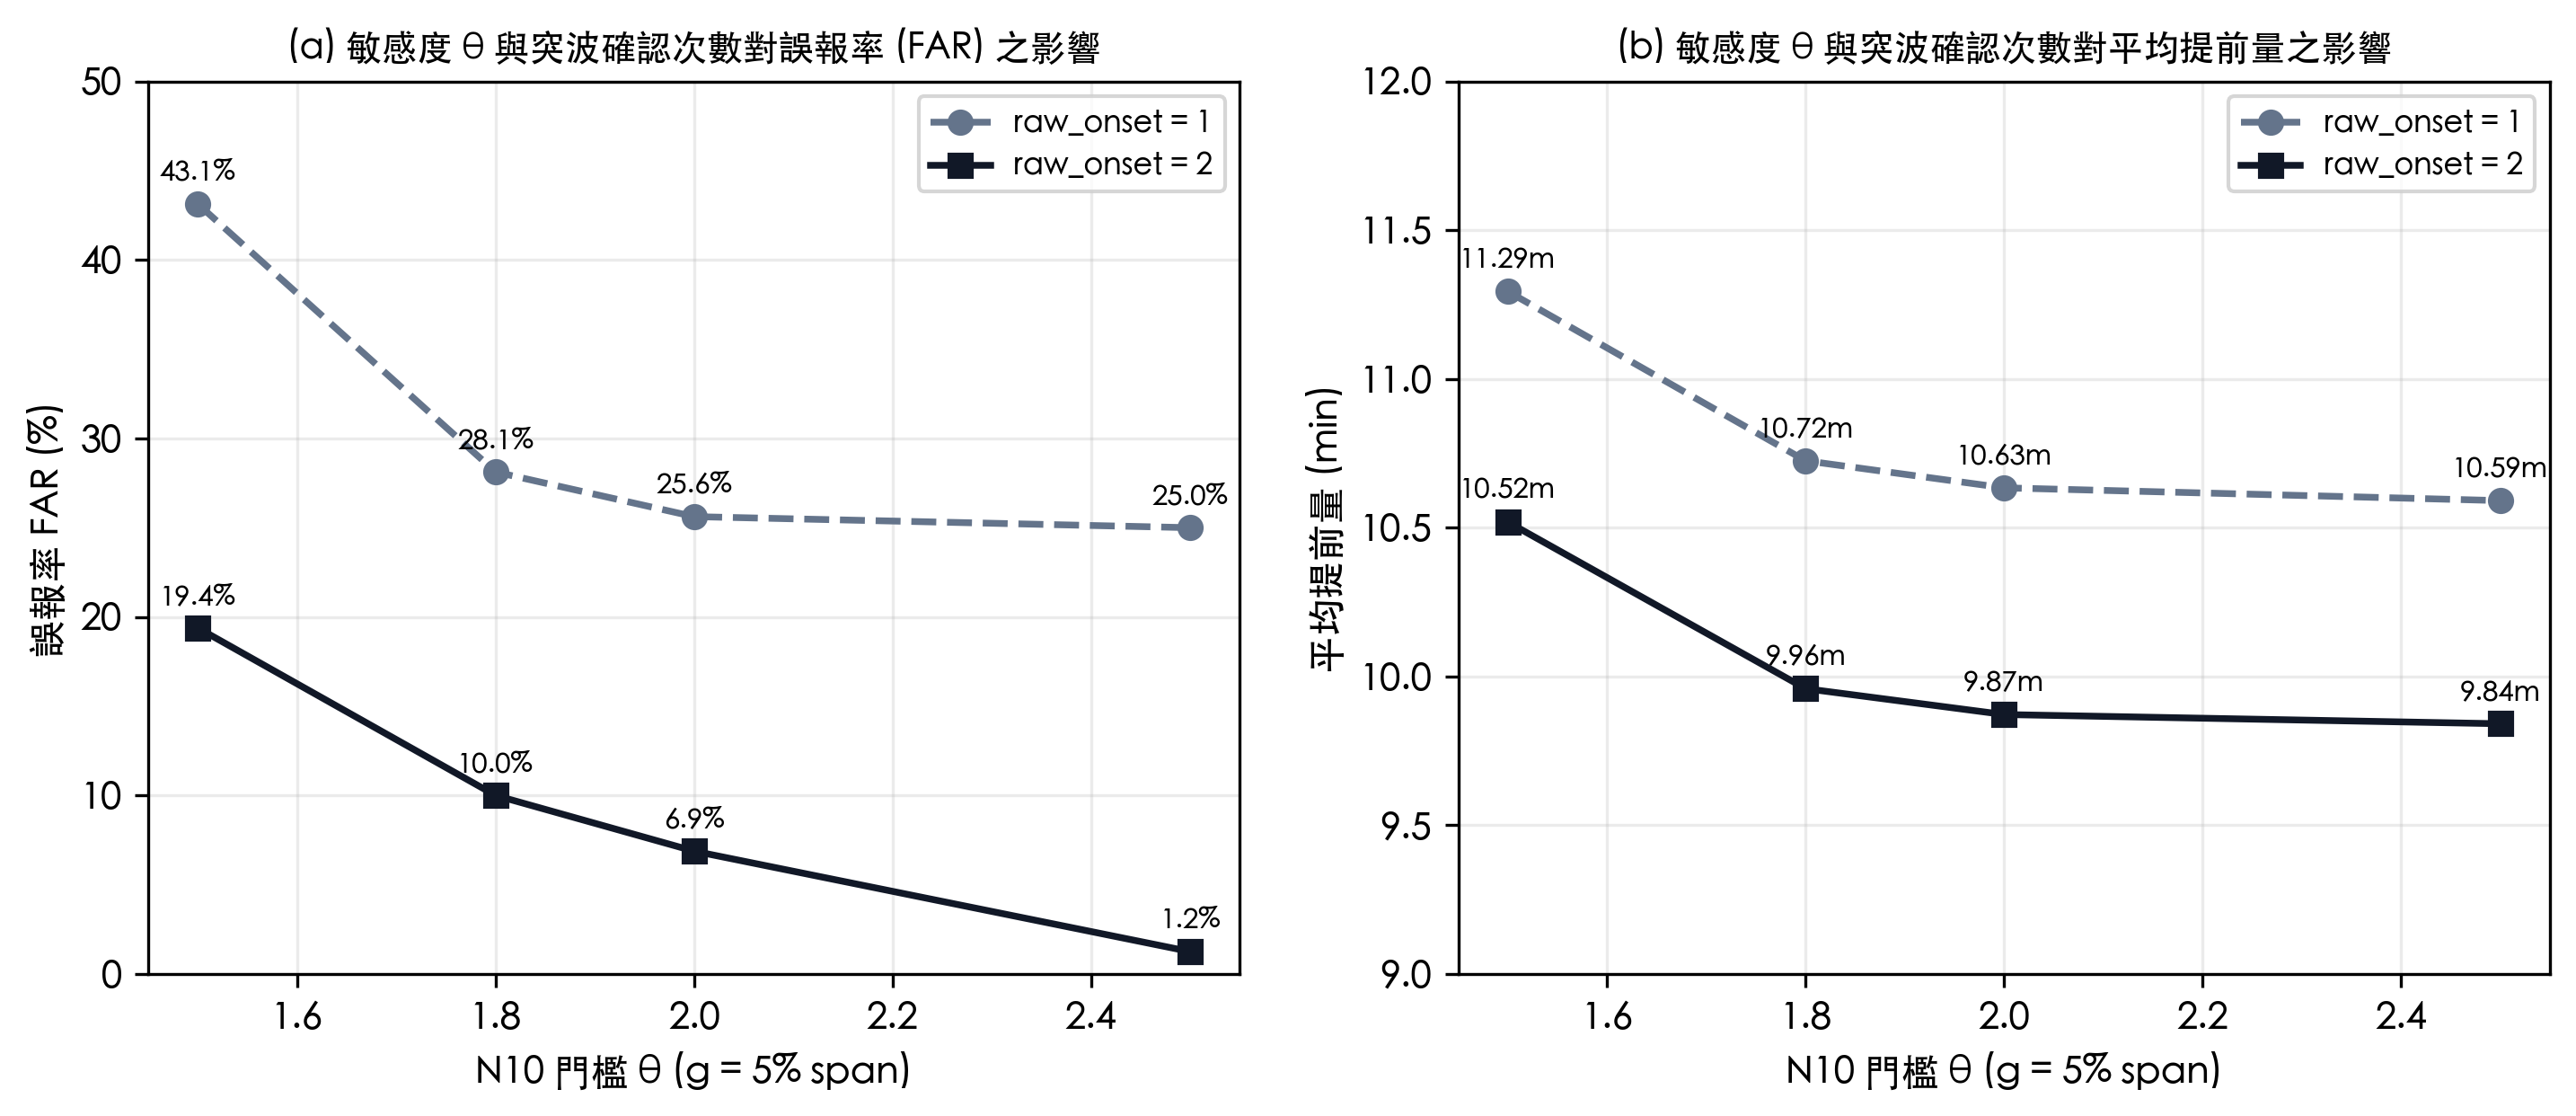 (a) 敏感度 θ 與突波確認次數對誤報率 (FAR) 之影響
誤報率 FAR (%)
50
40
30
20
10
0
raw_onset = 1
raw_onset = 2
43.1%
28.1%
25.6%
25.0%
19.4%
10.0%
6.9%
1.2%
1.6
1.8
2.0
2.2
2.4
N10 門檻 θ (g = 5% span)
(b) 敏感度 θ 與突波確認次數對平均提前量之影響
平均提前量 (min)
12.0
11.5
11.0
10.5
10.0
9.5
9.0
raw_onset = 1
raw_onset = 2
11.29m
10.72m
10.63m
10.59m
10.52m
9.96m
9.87m
9.84m
1.6
1.8
2.0
2.2
2.4
N10 門檻 θ (g = 5% span)